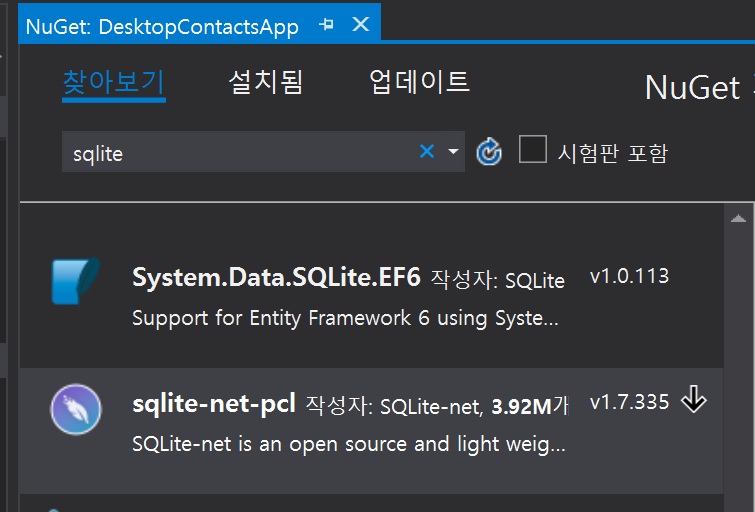 NuGet: DesktopContactsApp
찾아보기 설치됨 업데이트 NuGet
sqlite
시험판 포함
System.Data.SQLite.EF6 작성자: SQLite v1.0.113
Support for Entity Framework 6 using Syste...
sqlite-net-pcl 작성자: SQLite-net, 3.92M개 v1.7.335
SQLite-net is an open source and light weig...